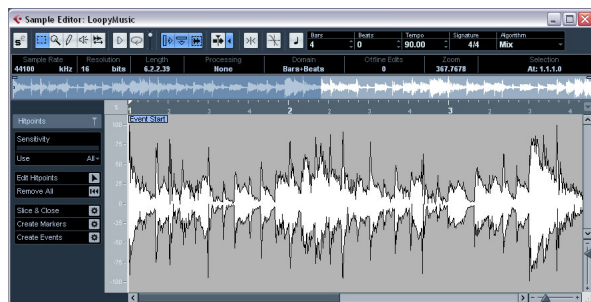 Sample Editor: LoopyMusic
Bars Beats Tempo Signature Algorithm
4 0 90.00 4/4 Mix
Sample Rate Resolution Length Processing Domain Offline Edits Zoom Selection
44100 kHz 16 bits 6.2.2.39 None Bars+Beats 0 367.7678 At: 1.1.1.0
Hitpoints
2 3
Event Start
Sensitivity
Use All
Edit Hitpoints
Remove All
Slice & Close
Create Markers
Create Events